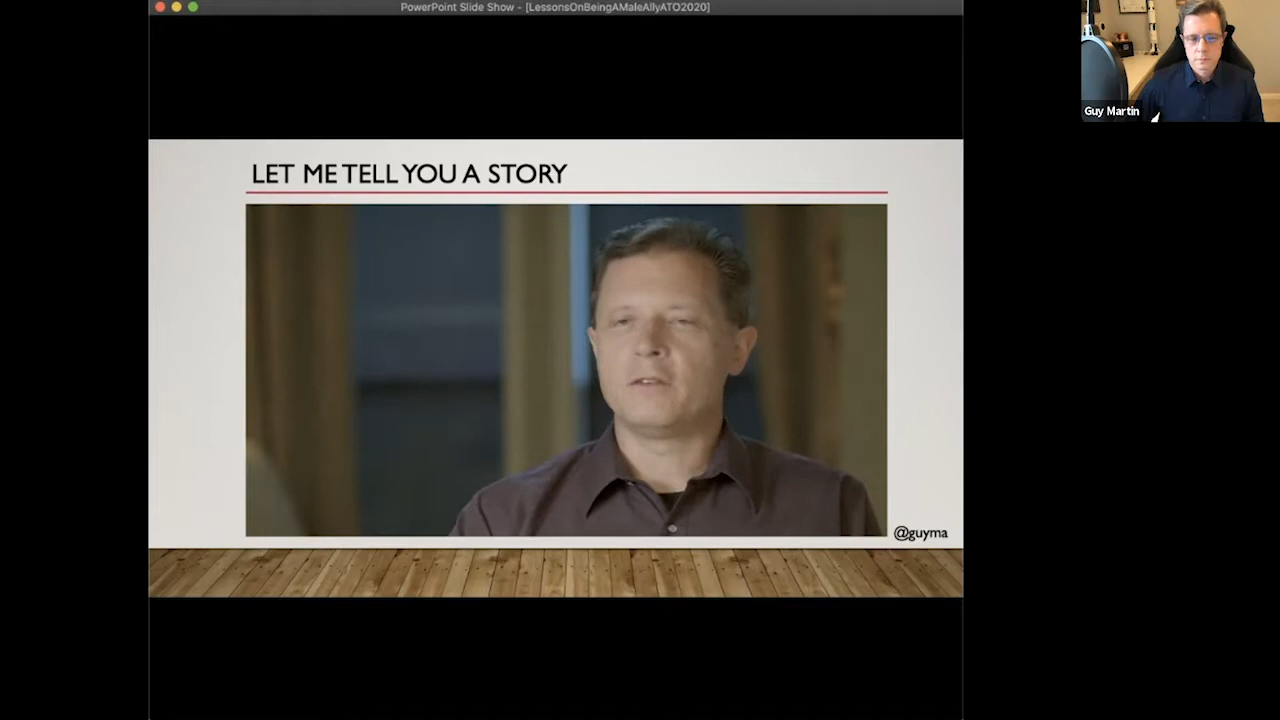 PowerPoint Slide Show - [LessonsOnBeingAMaleAllyATO2020]
Guy Martin
LET ME TELL YOU A STORY
@guyma